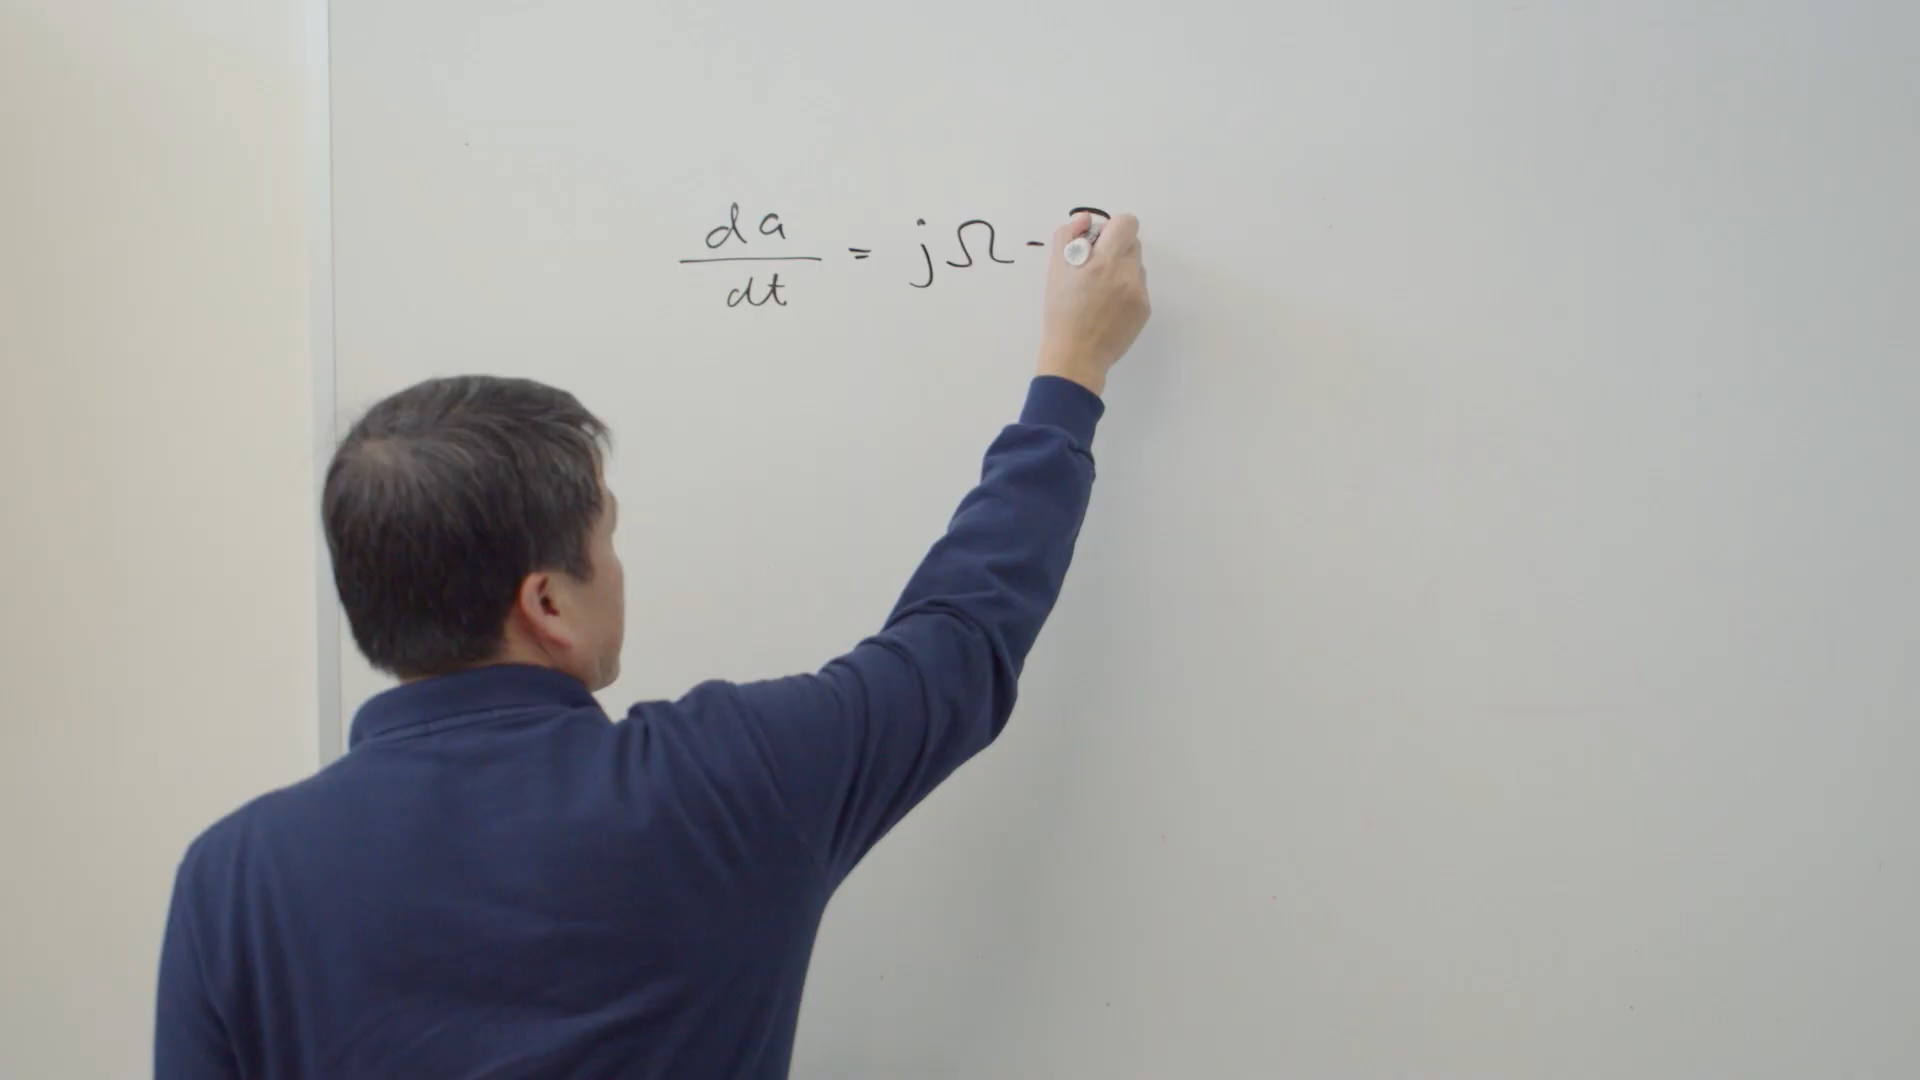 da
dt
= jΩ -